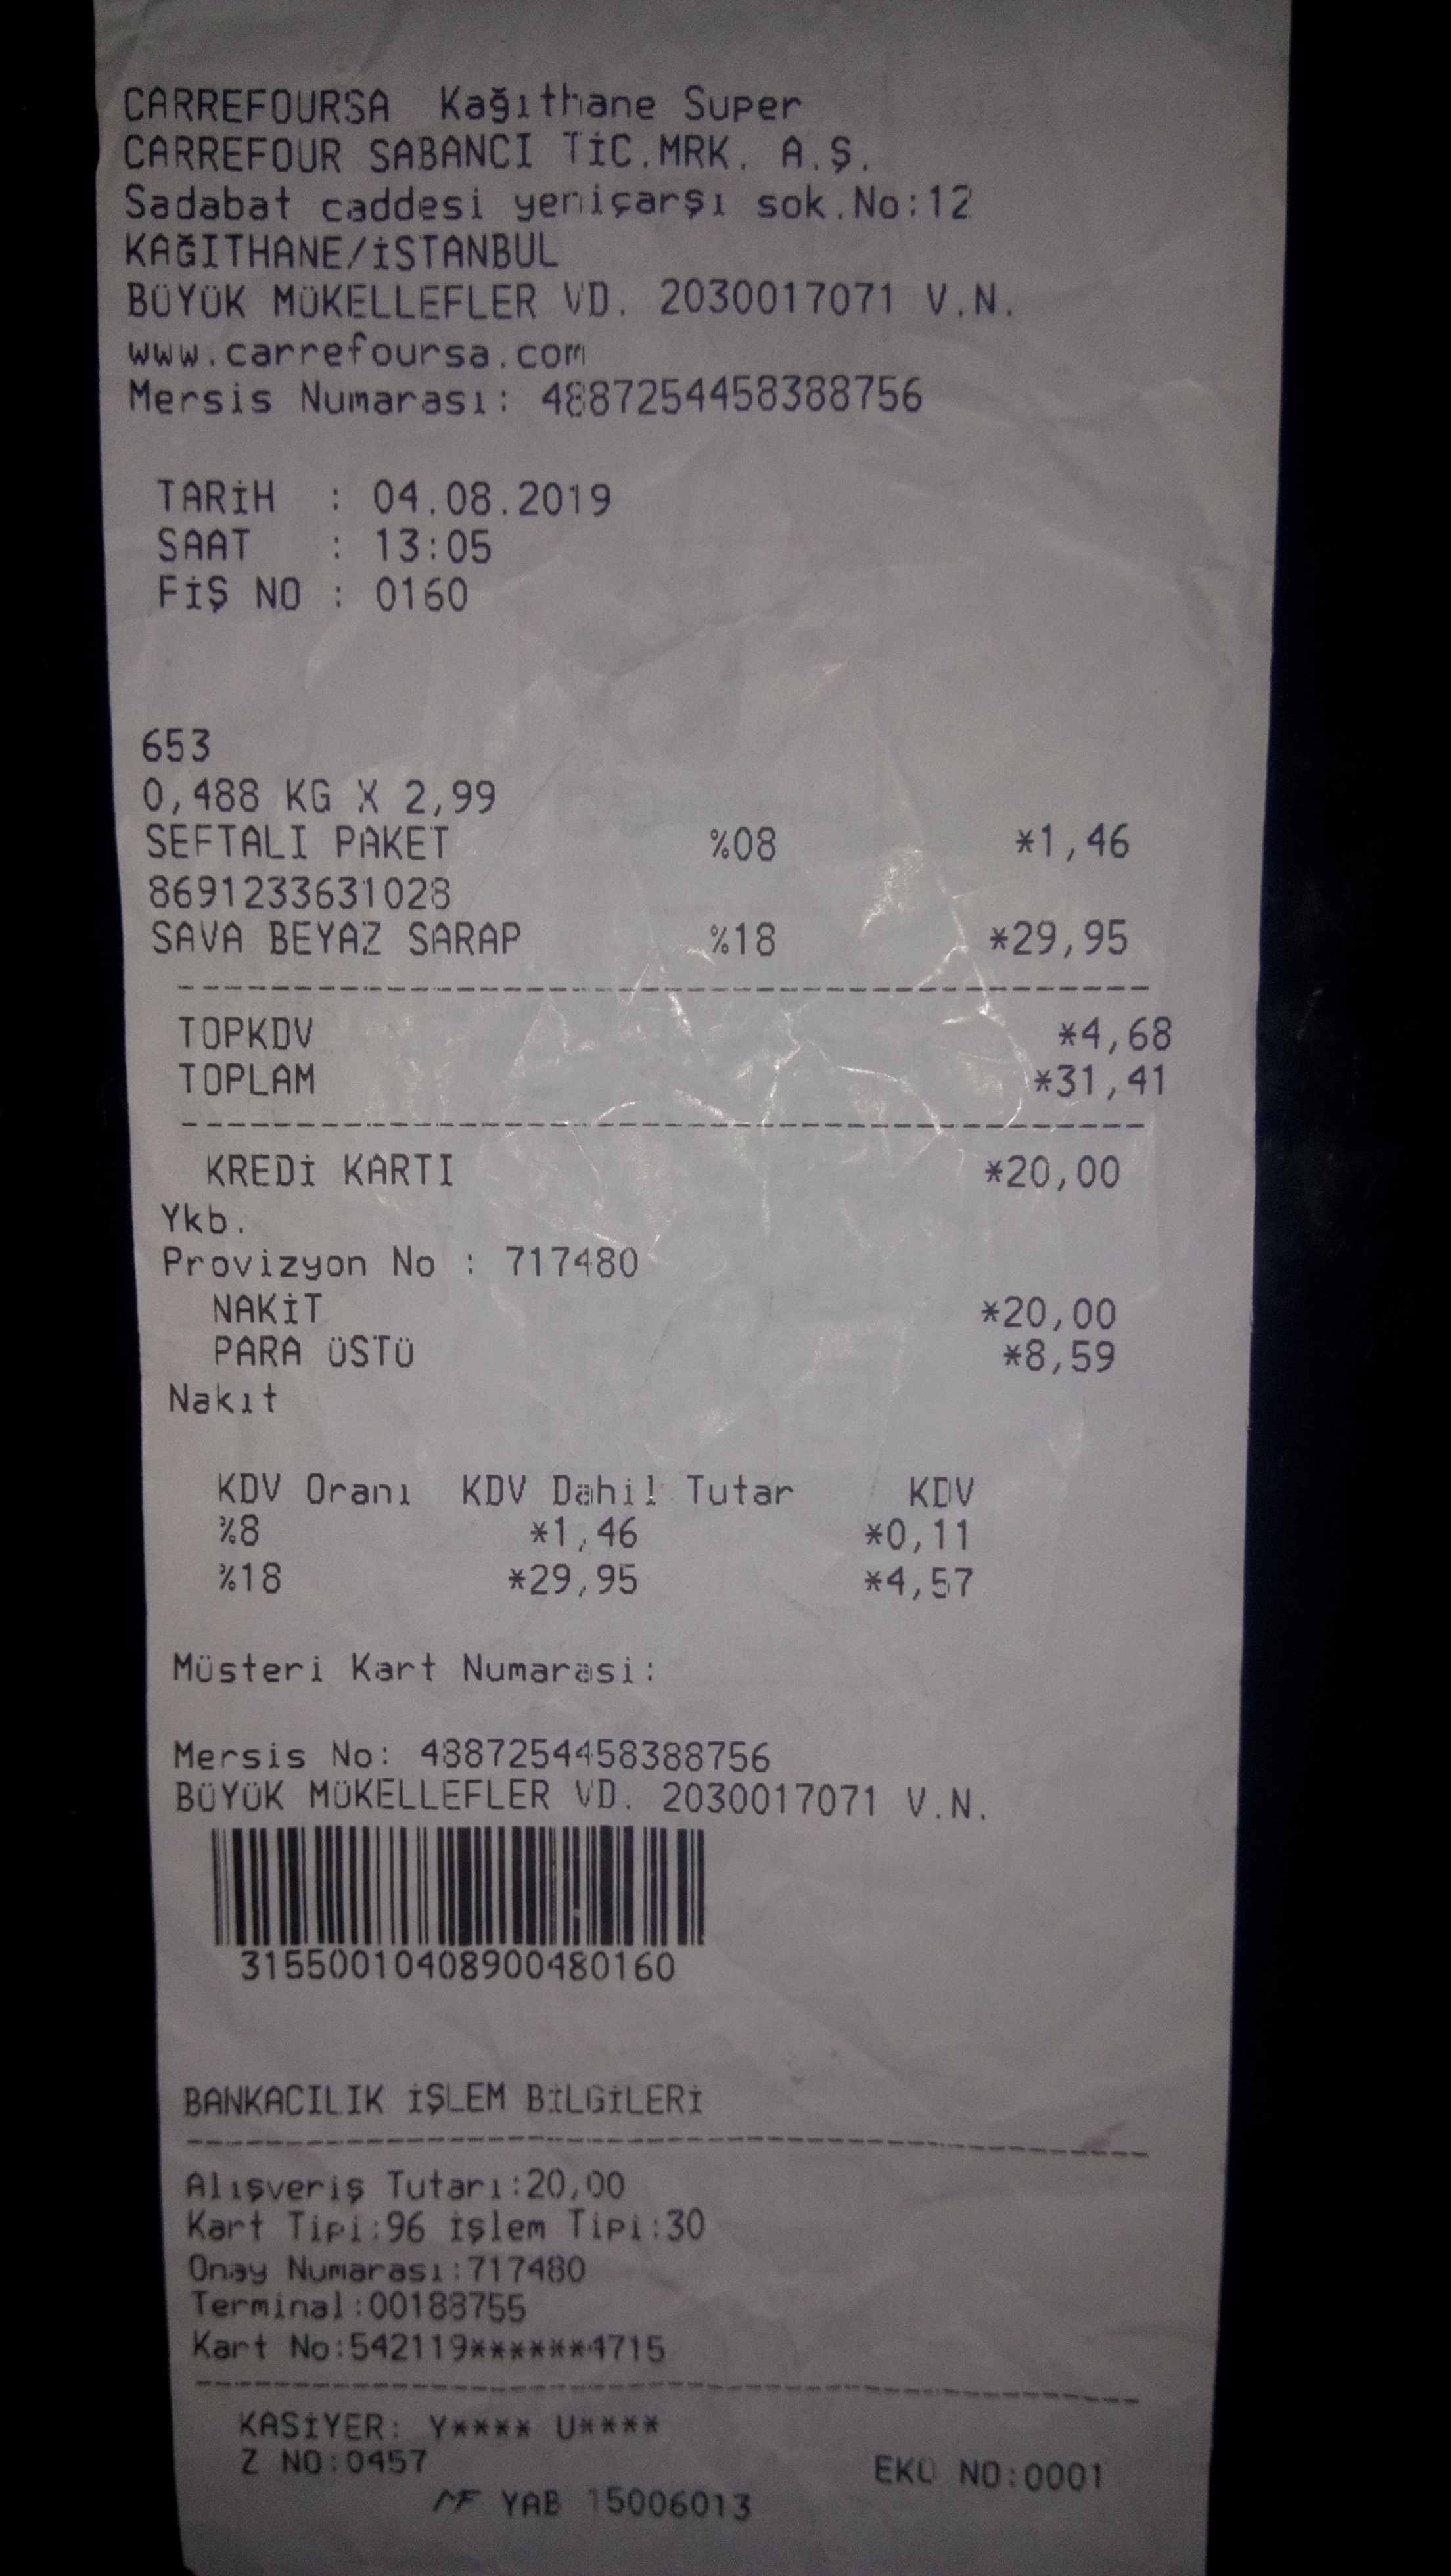 CARREFOURSA Kağıthane Super
CARREFOUR SABANCI TİC.MRK. A.Ş.
Sadabat caddesi yeniçarşı sok.No:12
KAĞITHANE/İSTANBUL
BÜYÜK MÜKELLEFLER VD. 2030017071 V.N.
www.carrefoursa.com
Mersis Numarası: 4887254458388756
TARİH : 04.08.2019
SAAT : 13:05
FİŞ NO : 0160
653
0,488 KG X 2,99
SEFTALI PAKET %08 *1,46
8691233631028
SAVA BEYAZ SARAP %18 *29,95
TOPKDV *4,68
TOPLAM *31,41
KREDİ KARTI *20,00
Ykb.
Provizyon No : 717480
NAKİT *20,00
PARA ÜSTÜ *8,59
Nakıt
KDV Oranı KDV Dahil Tutar KDV
%8 *1,46 *0,11
%18 *29,95 *4,57
Müsteri Kart Numarasi:
Mersis No: 4887254458388756
BÜYÜK MÜKELLEFLER VD. 2030017071 V.N.
31550010408900480160
BANKACILIK İŞLEM BİLGİLERİ
Alışveriş Tutarı:20,00
Kart Tipi:96 İşlem Tipi:30
Onay Numarası:717480
Terminal:00188755
Kart No:542119******4715
KASİYER: Y**** U****
Z NO:0457 EKÜ NO:0001
MF YAB 15006013